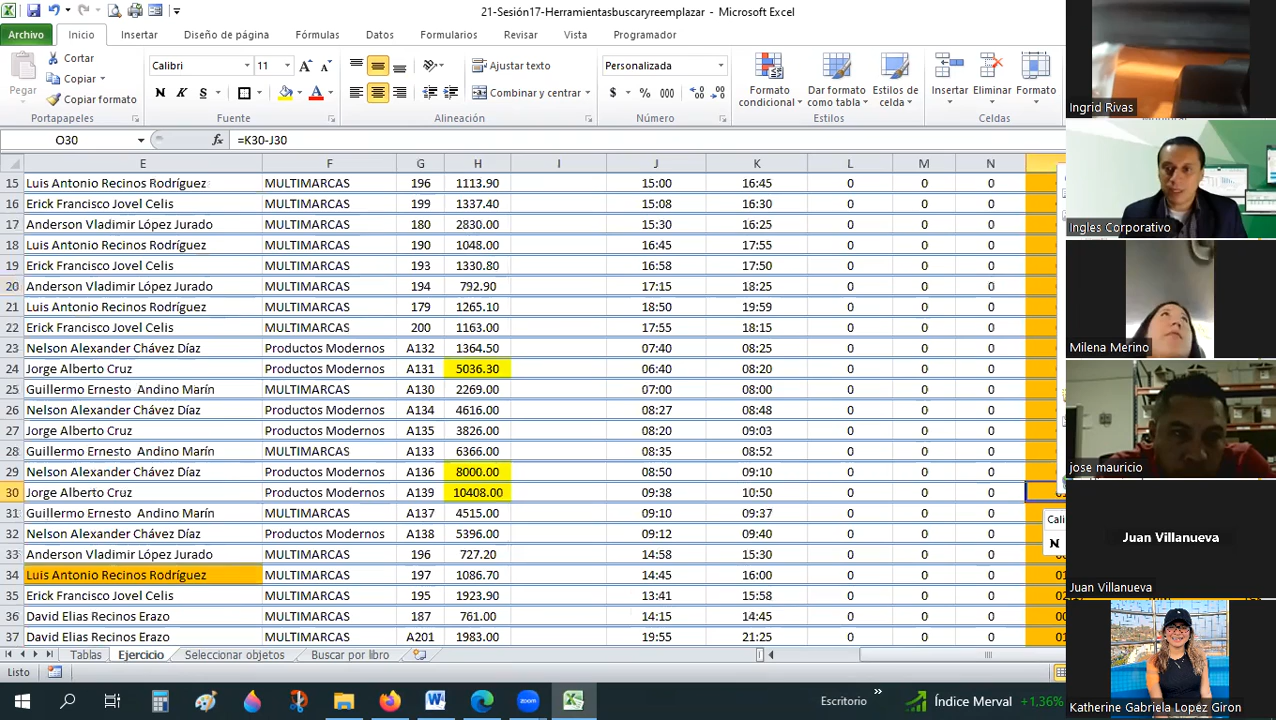 21-Sesión17-Herramientasbuscaryreemplazar - Microsoft Excel
Archivo Inicio Insertar Diseño de página Fórmulas Datos Formularios Revisar Vista Programador
Pegar Cortar
Copiar
Copiar formato
Calibri 11
N K S
Ajustar texto
Combinar y centrar
Personalizada
$ % 000
Formato condicional
Dar formato como tabla
Estilos de celda
Insertar Eliminar Formato
Portapapeles Fuente Alineación Número Estilos Celdas
O30 fx =K30-J30
E F G H I J K L M N
15 Luis Antonio Recinos Rodríguez MULTIMARCAS 196 1113.90 15:00 16:45 0 0 0
16 Erick Francisco Jovel Celis MULTIMARCAS 199 1337.40 15:08 16:30 0 0 0
17 Anderson Vladimir López Jurado MULTIMARCAS 180 2830.00 15:30 16:25 0 0 0
18 Luis Antonio Recinos Rodríguez MULTIMARCAS 190 1048.00 16:45 17:55 0 0 0
19 Erick Francisco Jovel Celis MULTIMARCAS 193 1330.80 16:58 17:50 0 0 0
20 Anderson Vladimir López Jurado MULTIMARCAS 194 792.90 17:15 18:25 0 0 0
21 Luis Antonio Recinos Rodríguez MULTIMARCAS 179 1265.10 18:50 19:59 0 0 0
22 Erick Francisco Jovel Celis MULTIMARCAS 200 1163.00 17:55 18:15 0 0 0
23 Nelson Alexander Chávez Díaz Productos Modernos A132 1364.50 07:40 08:25 0 0 0
24 Jorge Alberto Cruz Productos Modernos A131 5036.30 06:40 08:20 0 0 0
25 Guillermo Ernesto Andino Marín Productos Modernos A130 2269.00 07:00 08:00 0 0 0
26 Nelson Alexander Chávez Díaz Productos Modernos A134 4616.00 08:27 08:48 0 0 0
27 Jorge Alberto Cruz Productos Modernos A135 3826.00 08:20 09:03 0 0 0
28 Guillermo Ernesto Andino Marín Productos Modernos A133 6366.00 08:35 08:52 0 0 0
29 Nelson Alexander Chávez Díaz Productos Modernos A136 8000.00 08:50 09:10 0 0 0
30 Jorge Alberto Cruz Productos Modernos A139 10408.00 09:38 10:50 0 0 0
31 Guillermo Ernesto Andino Marín Productos Modernos A137 4515.00 09:10 09:37 0 0 0
32 Nelson Alexander Chávez Díaz Productos Modernos A138 5396.00 09:12 09:40 0 0 0
33 Anderson Vladimir López Jurado MULTIMARCAS 196 727.20 14:58 15:30 0 0 0
34 Luis Antonio Recinos Rodríguez MULTIMARCAS 197 1086.70 14:45 16:00 0 0 0
35 Erick Francisco Jovel Celis MULTIMARCAS 195 1923.90 13:41 15:58 0 0 0
36 David Elias Recinos Erazo MULTIMARCAS 187 761.00 14:15 14:45 0 0 0
37 David Elias Recinos Erazo MULTIMARCAS A201 1983.00 19:55 21:25 0 0 0
N
Tablas Ejercicio Seleccionar objetos Buscar por libro
Listo
Escritorio » Índice Merval +1,36%
Ingrid Rivas
Ingles Corporativo
Milena Merino
jose mauricio
Juan Villanueva
Juan Villanueva
Katherine Gabriela Lopez Giron